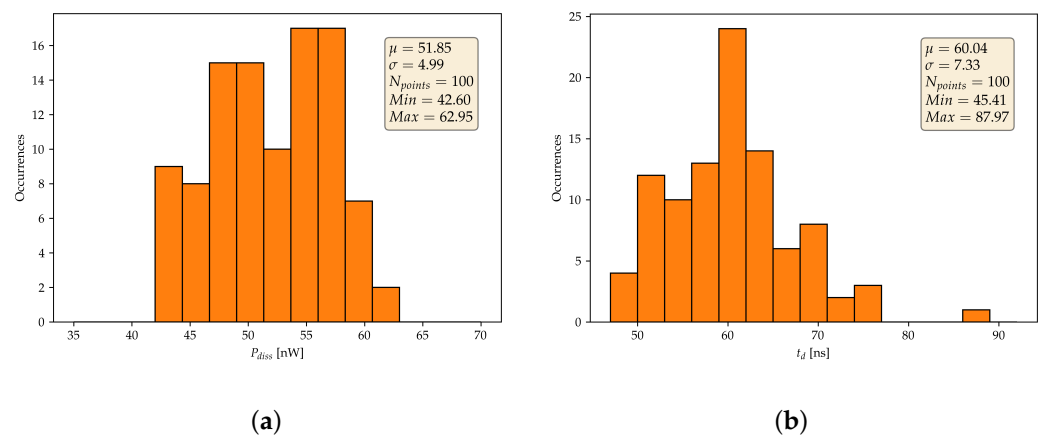 16
14
12
10
8
6
4
2
0
Occurrences
µ = 51.85
σ = 4.99
N_points = 100
Min = 42.60
Max = 62.95
35 40 45 50 55 60 65 70
P_diss [nW]
(a)
25
20
15
10
5
0
Occurrences
µ = 60.04
σ = 7.33
N_points = 100
Min = 45.41
Max = 87.97
50 60 70 80 90
t_d [ns]
(b)